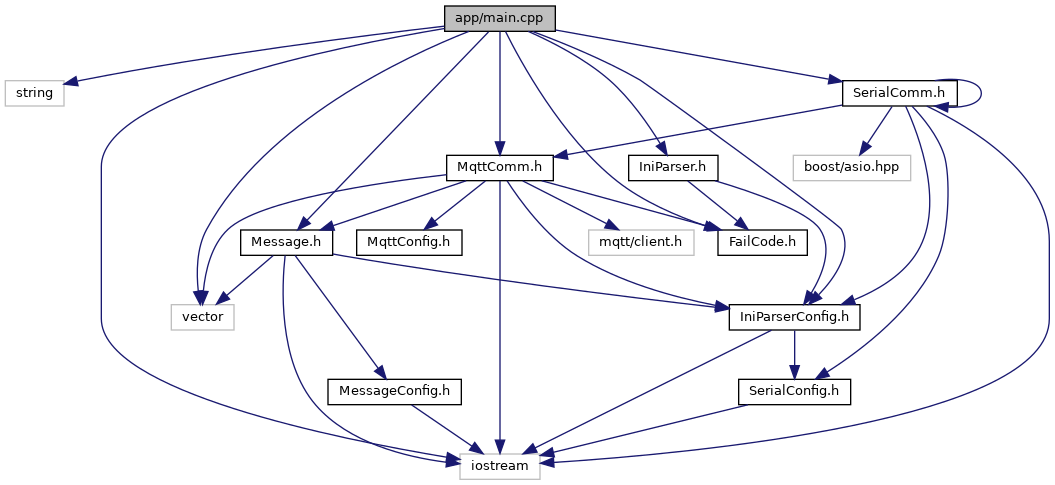 app/main.cpp
string
SerialComm.h
MqttComm.h
IniParser.h
boost/asio.hpp
Message.h
MqttConfig.h
mqtt/client.h
FailCode.h
vector
IniParserConfig.h
MessageConfig.h
SerialConfig.h
iostream